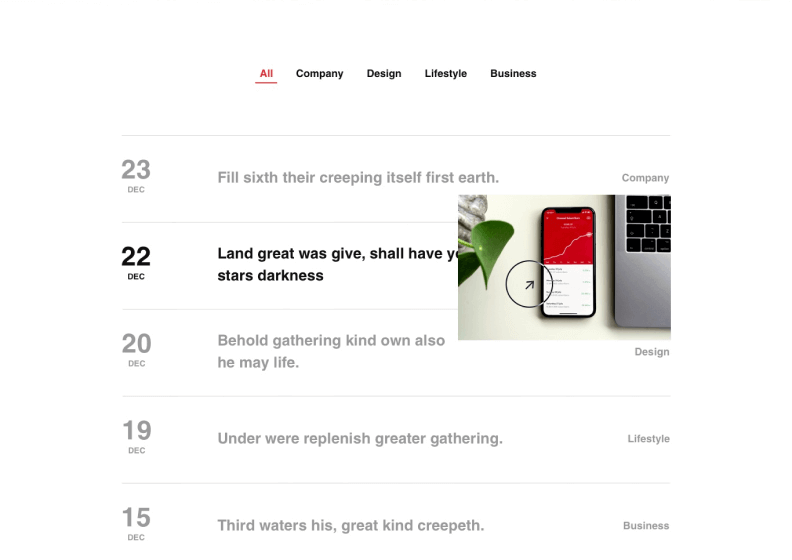 All Company Design Lifestyle Business
23
DEC
Fill sixth their creeping itself first earth.
Company
22
DEC
Land great was give, shall have
stars darkness
20
DEC
Behold gathering kind own also
he may life.
Design
19
DEC
Under were replenish greater gathering.
Lifestyle
15
DEC
Third waters his, great kind creepeth.
Business